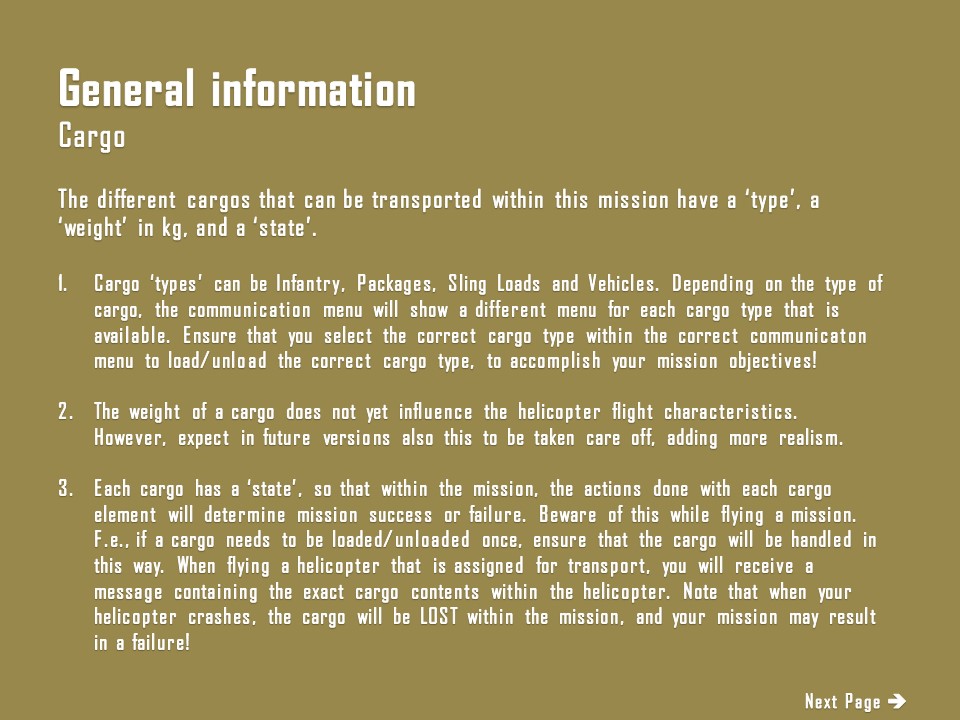 General information
Cargo
The different cargos that can be transported within this mission have a ‘type’, a
‘weight’ in kg, and a ‘state’.
1. Cargo ‘types’ can be Infantry, Packages, Sling Loads and Vehicles. Depending on the type of
cargo, the communication menu will show a different menu for each cargo type that is
available. Ensure that you select the correct cargo type within the correct communicaton
menu to load/unload the correct cargo type, to accomplish your mission objectives!
2. The weight of a cargo does not yet influence the helicopter flight characteristics.
However, expect in future versions also this to be taken care off, adding more realism.
3. Each cargo has a ‘state’, so that within the mission, the actions done with each cargo
element will determine mission success or failure. Beware of this while flying a mission.
F.e., if a cargo needs to be loaded/unloaded once, ensure that the cargo will be handled in
this way. When flying a helicopter that is assigned for transport, you will receive a
message containing the exact cargo contents within the helicopter. Note that when your
helicopter crashes, the cargo will be LOST within the mission, and your mission may result
in a failure!
Next Page →